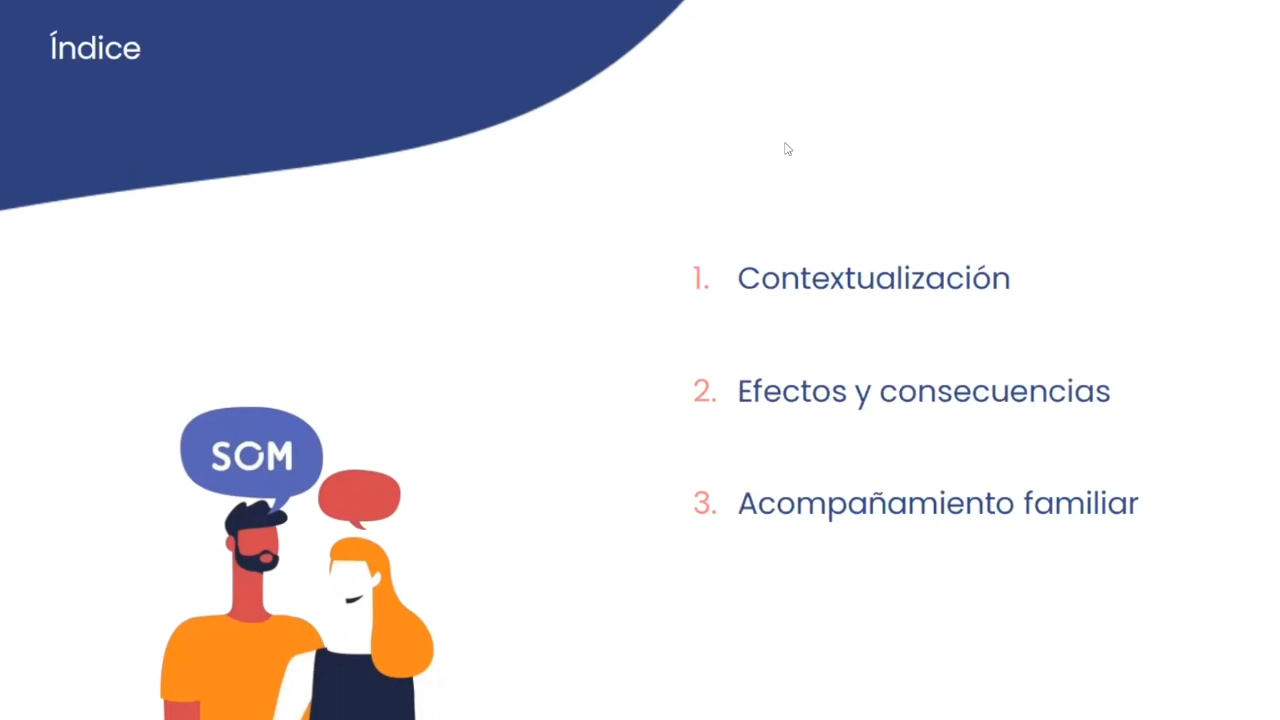 Índice
1. Contextualización
2. Efectos y consecuencias
3. Acompañamiento familiar
SOM